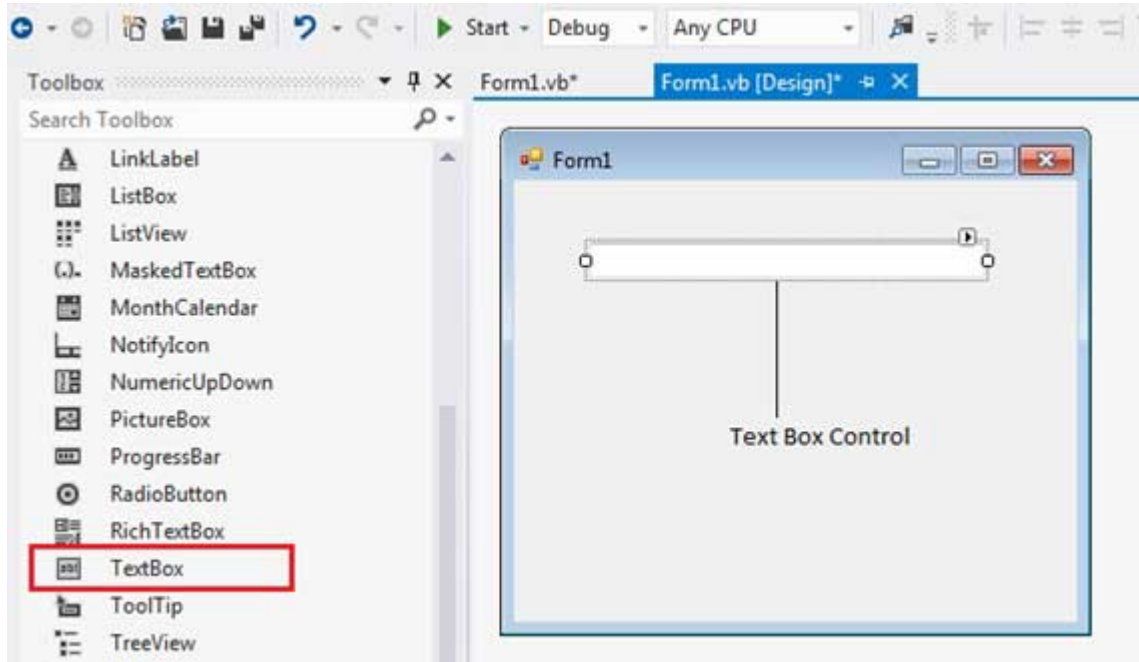 Start Debug Any CPU
Toolbox
Form1.vb*
Form1.vb [Design]*
Search Toolbox
LinkLabel
ListBox
ListView
MaskedTextBox
MonthCalendar
NotifyIcon
NumericUpDown
PictureBox
ProgressBar
RadioButton
RichTextBox
TextBox
ToolTip
TreeView
Form1
Text Box Control